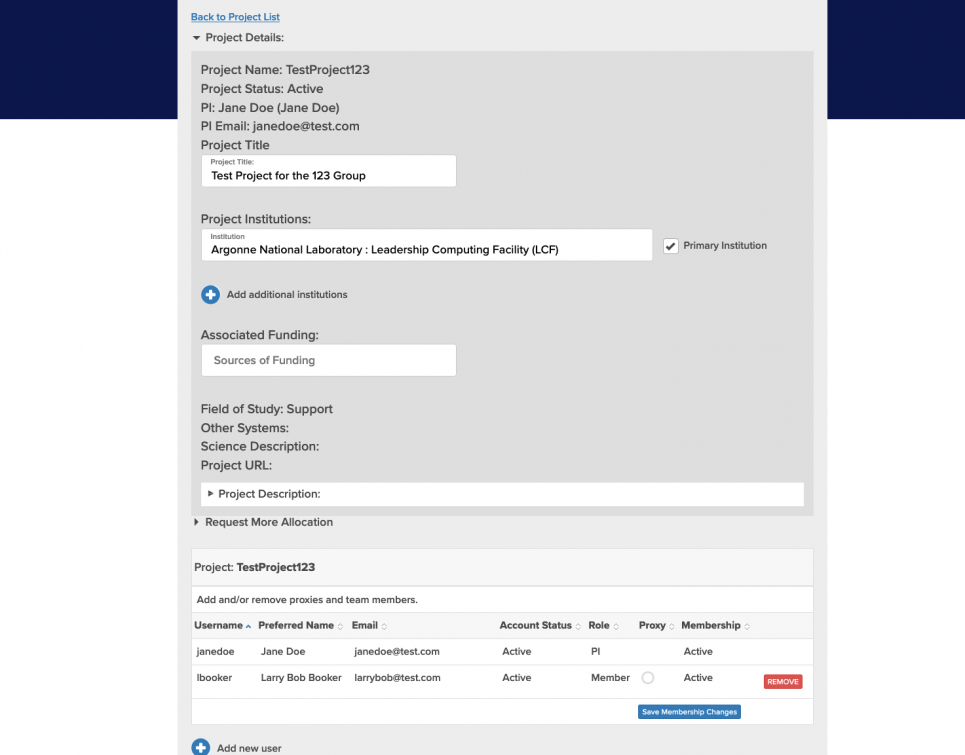 Back to Project List
Project Details:
Project Name: TestProject123
Project Status: Active
PI: Jane Doe (Jane Doe)
PI Email: janedoe@test.com
Project Title
Project Title:
Test Project for the 123 Group
Project Institutions:
Institution
Argonne National Laboratory : Leadership Computing Facility (LCF)
Primary Institution
Add additional institutions
Associated Funding:
Sources of Funding
Field of Study: Support
Other Systems:
Science Description:
Project URL:
Project Description:
Request More Allocation
Project: TestProject123
Add and/or remove proxies and team members.
Username Preferred Name Email Account Status Role Proxy Membership
janedoe Jane Doe janedoe@test.com Active PI Active
lbooker Larry Bob Booker larrybob@test.com Active Member Active REMOVE
Save Membership Changes
Add new user